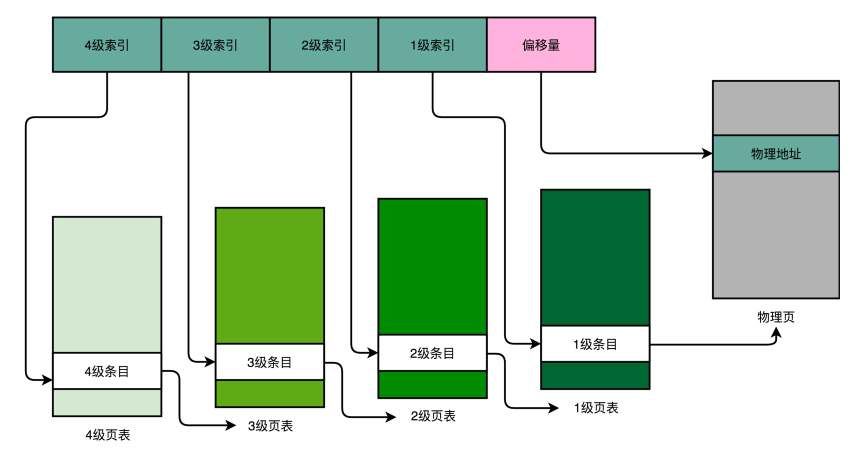 4级索引
3级索引
2级索引
1级索引
偏移量
物理地址
物理页
4级条目
3级条目
2级条目
1级条目
4级页表
3级页表
2级页表
1级页表